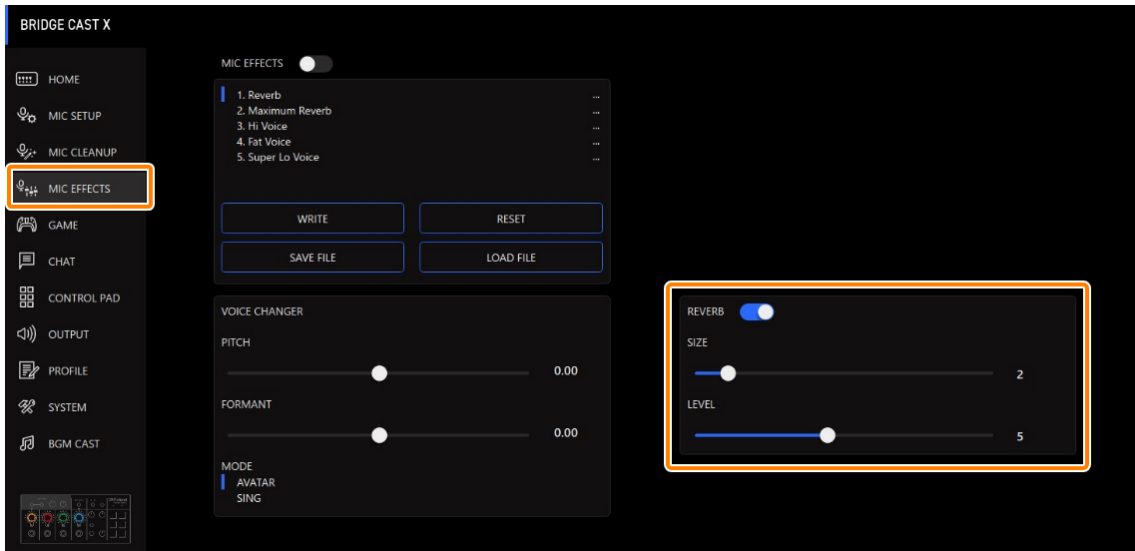 BRIDGE CAST X
HOME
MIC SETUP
MIC CLEANUP
MIC EFFECTS
GAME
CHAT
CONTROL PAD
OUTPUT
PROFILE
SYSTEM
BGM CAST
MIC EFFECTS
1. Reverb ...
2. Maximum Reverb ...
3. Hi Voice ...
4. Fat Voice ...
5. Super Lo Voice ...
WRITE RESET
SAVE FILE LOAD FILE
VOICE CHANGER
PITCH
0.00
FORMANT
0.00
MODE
AVATAR
SING
REVERB
SIZE
2
LEVEL
5